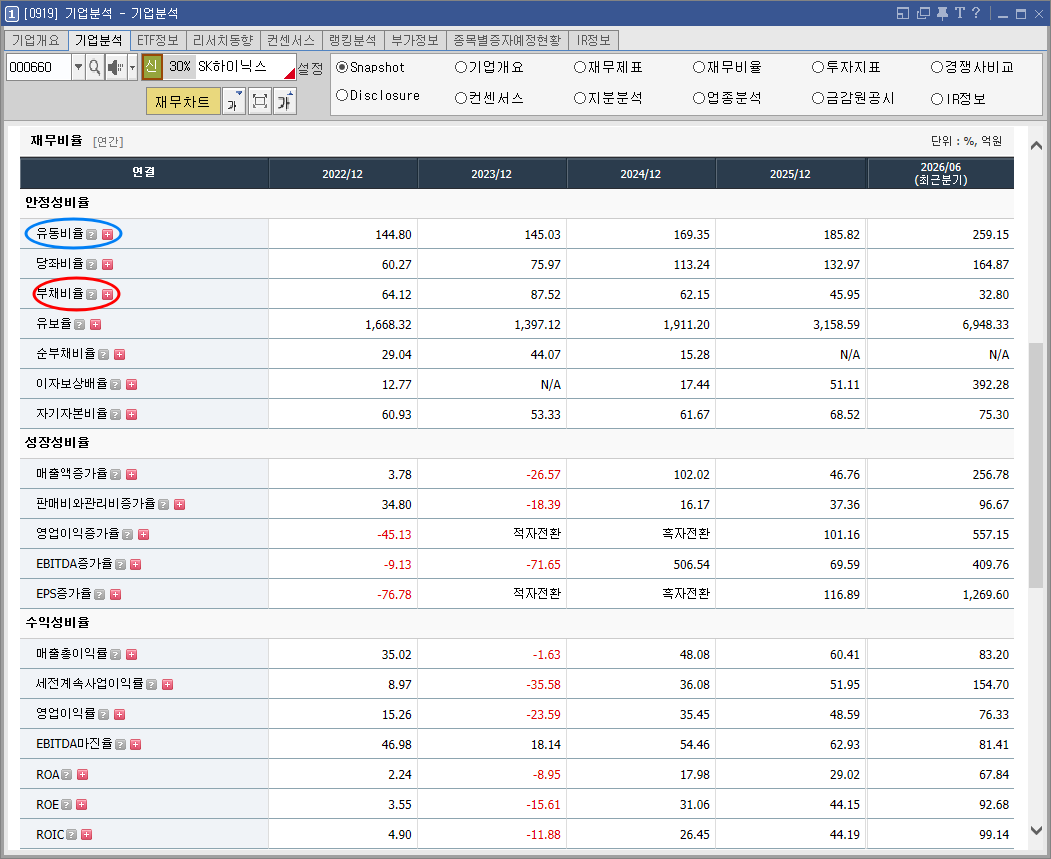 1 [0919] 기업분석 - 기업분석
기업개요 기업분석 ETF정보 리서치동향 컨센서스 랭킹분석 부가정보 종목별증자예정현황 IR정보
000660 신 30% SK하이닉스 설정
Snapshot 기업개요 재무제표 재무비율 투자지표 경쟁사비교
Disclosure 컨센서스 지분분석 업종분석 금감원공시 IR정보
재무차트 가 가
재무비율 [연간] 단위 : %, 억원
연결 2022/12 2023/12 2024/12 2025/12 2026/06
(최근분기)
안정성비율
유동비율 144.80 145.03 169.35 185.82 259.15
당좌비율 60.27 75.97 113.24 132.97 164.87
부채비율 64.12 87.52 62.15 45.95 32.80
유보율 1,668.32 1,397.12 1,911.20 3,158.59 6,948.33
순부채비율 29.04 44.07 15.28 N/A N/A
이자보상배율 12.77 N/A 17.44 51.11 392.28
자기자본비율 60.93 53.33 61.67 68.52 75.30
성장성비율
매출액증가율 3.78 -26.57 102.02 46.76 256.78
판매비와관리비증가율 34.80 -18.39 16.17 37.36 96.67
영업이익증가율 -45.13 적자전환 흑자전환 101.16 557.15
EBITDA증가율 -9.13 -71.65 506.54 69.59 409.76
EPS증가율 -76.78 적자전환 흑자전환 116.89 1,269.60
수익성비율
매출총이익률 35.02 -1.63 48.08 60.41 83.20
세전계속사업이익률 8.97 -35.58 36.08 51.95 154.70
영업이익률 15.26 -23.59 35.45 48.59 76.33
EBITDA마진율 46.98 18.14 54.46 62.93 81.41
ROA 2.24 -8.95 17.98 29.02 67.84
ROE 3.55 -15.61 31.06 44.15 92.68
ROIC 4.90 -11.88 26.45 44.19 99.14